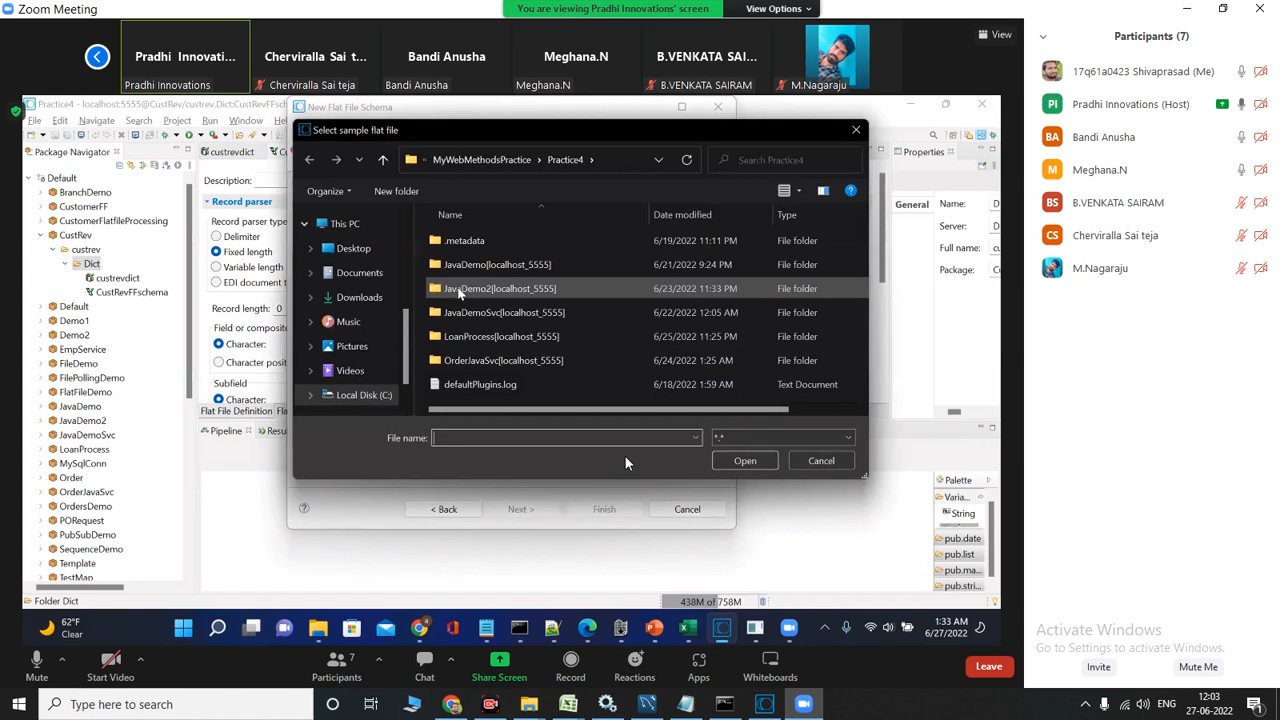 Zoom Meeting
You are viewing Pradhi Innovations' screen
View Options
Pradhi Innovati...
Cherviralla Sai t...
Bandi Anusha
Meghana.N
B.VENKATA SAI...
View
Pradhi Innovations
Chervíralla Sai teja
Bandi Anusha
Meghana.N
B.VENKATA SAIRAM
M.Nagaraju
Practice4 - localhost:5555@CustRev/custrev.Dict:CustRevFFsch
New Flat File Schema
File Edit Navigate Search Project Run Window
Package Navigator
custrevdict
Description:
Record parser
Record parser type:
Delimiter
Fixed length
Variable length
EDI document t
Record length: 0
Field or composite
Character:
Character posit
Subfield
Character:
Flat File Definition
Flat
Pipeline
Resu
Default
BranchDemo
CustomerFF
CustomerFlatfileProcessing
CustRev
custrev
Dict
custrevdict
CustRevFFschema
Default
Demo1
Demo2
EmpService
FileDemo
FilePollingDemo
FlatFileDemo
JavaDemo
JavaDemo2
JavaDemoSvc
LoanProcess
MySqlConn
Order
OrderJavaSvc
OrdersDemo
PORequest
PubSubDemo
SequenceDemo
Template
TestMap
Folder Dict
438M of 758M
Select sample flat file
« MyWebMethodsPractice › Practice4 ›
Search Practice4
Organize
New folder
This PC
Desktop
Documents
Downloads
Music
Pictures
Videos
Local Disk (C:)
Name Date modified Type
.metadata 6/19/2022 11:11 PM File folder
JavaDemo[localhost_5555] 6/21/2022 9:24 PM File folder
JavaDemo2[localhost_5555] 6/23/2022 11:33 PM File folder
JavaDemoSvc[localhost_5555] 6/22/2022 12:05 AM File folder
LoanProcess[localhost_5555] 6/25/2022 11:25 PM File folder
OrderJavaSvc[localhost_5555] 6/24/2022 1:25 AM File folder
defaultPlugins.log 6/18/2022 1:59 AM Text Document
File name:
*.*
Open
Cancel
< Back
Next >
Finish
Cancel
Properties
General
Name: D
Server: D
Full name: c
Package: C
Palette
Varia...
String
pub.date
pub.list
pub.ma...
pub.stri...
62°F
Clear
1:33 AM
6/27/2022
Participants (7)
17q61a0423 Shivaprasad (Me)
PI Pradhi Innovations (Host)
BA Bandi Anusha
M Meghana.N
BS B.VENKATA SAIRAM
CS Chervíralla Sai teja
M.Nagaraju
Activate Windows
Go to Settings to activate Windows.
Invite
Mute Me
Mute
Start Video
7
Participants
Chat
Share Screen
Record
Reactions
Apps
Whiteboards
Leave
Type here to search
ENG
12:03
27-06-2022
1